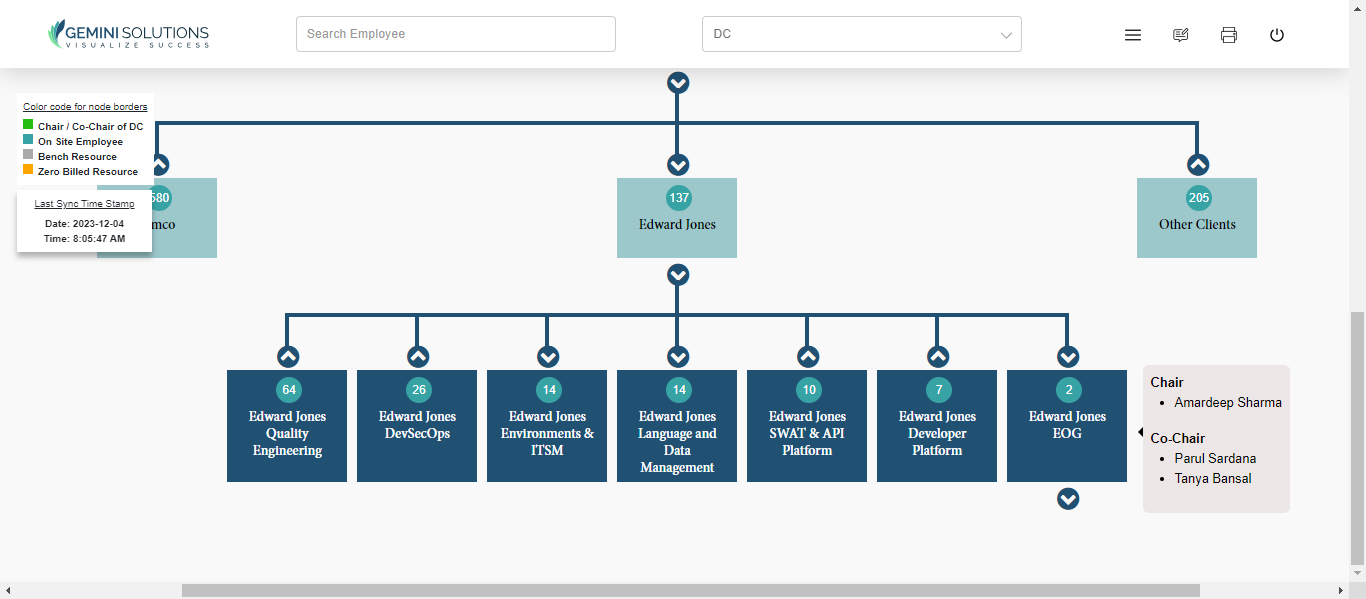 GEMINI SOLUTIONS
VISUALIZE SUCCESS
Search Employee
DC
Color code for node borders
Chair / Co-Chair of DC
On Site Employee
Bench Resource
Zero Billed Resource
Last Sync Time Stamp
Date: 2023-12-04
Time: 8:05:47 AM
580
mco
137
Edward Jones
205
Other Clients
64
Edward Jones
Quality
Engineering
26
Edward Jones
DevSecOps
14
Edward Jones
Environments &
ITSM
14
Edward Jones
Language and
Data
Management
10
Edward Jones
SWAT & API
Platform
7
Edward Jones
Developer
Platform
2
Edward Jones
EOG
Chair
• Amardeep Sharma
Co-Chair
• Parul Sardana
• Tanya Bansal